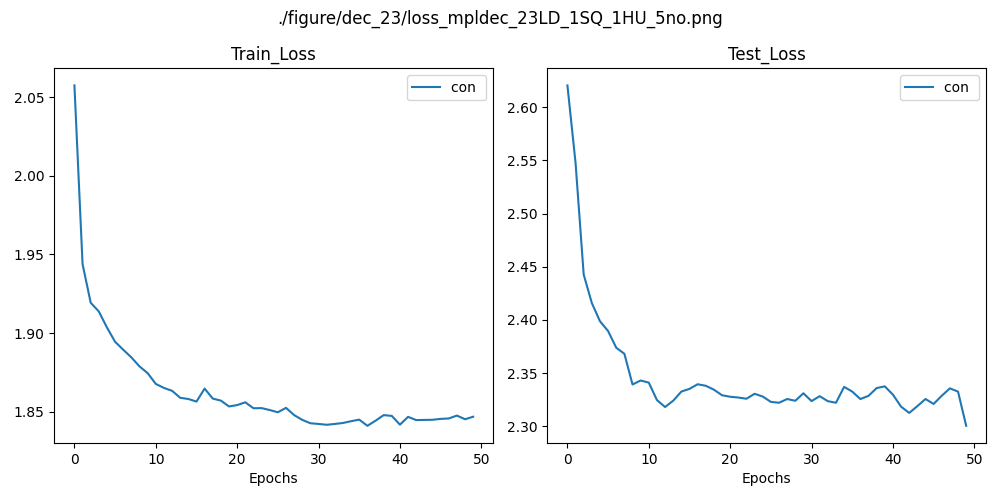 ./figure/dec_23/loss_mpldec_23LD_1SQ_1HU_5no.png
Train_Loss
con
2.05
2.00
1.95
1.90
1.85
0 10 20 30 40 50
Epochs
Test_Loss
con
2.60
2.55
2.50
2.45
2.40
2.35
2.30
0 10 20 30 40 50
Epochs